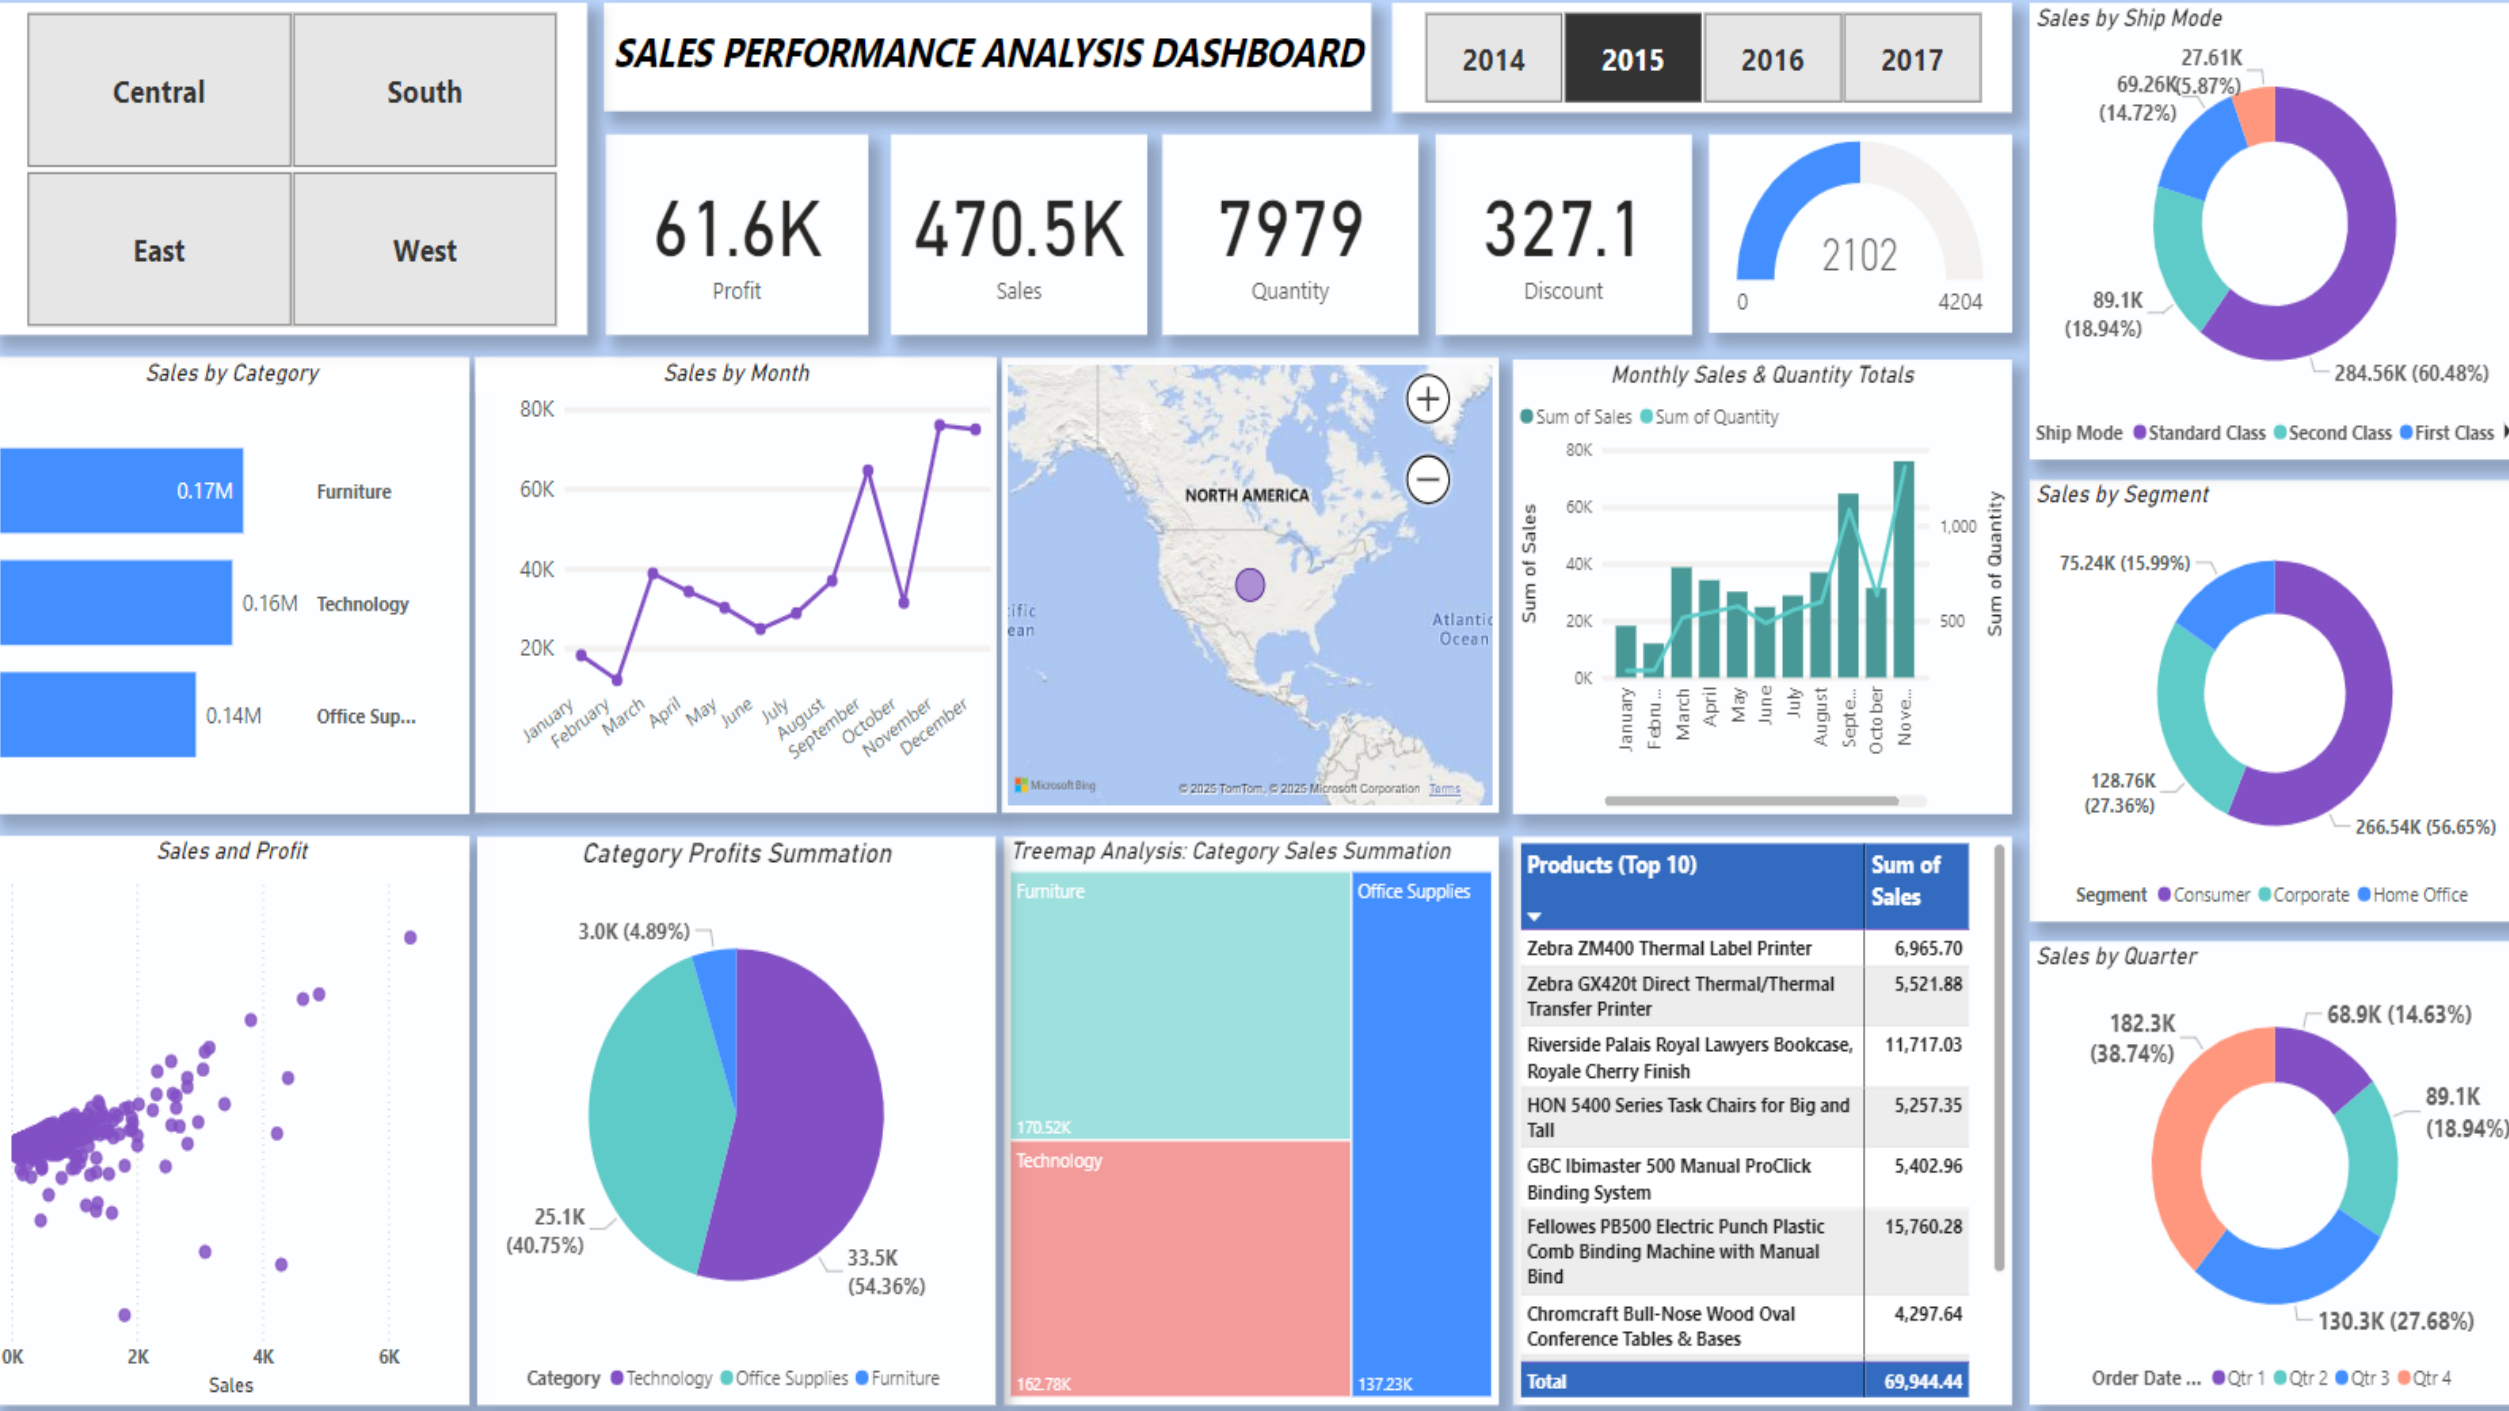 Central
South
East
West
SALES PERFORMANCE ANALYSIS DASHBOARD
2014
2015
2016
2017
61.6K
Profit
470.5K
Sales
7979
Quantity
327.1
Discount
2102
0
4204
Sales by Ship Mode
27.61K
(5.87%)
69.26K
(14.72%)
89.1K
(18.94%)
284.56K (60.48%)
Ship Mode Standard Class Second Class First Class
Sales by Category
0.17M
Furniture
0.16M
Technology
0.14M
Office Sup...
Sales by Month
80K
60K
40K
20K
January
February
March
April
May
June
July
August
September
October
November
December
NORTH AMERICA
ific
ean
Atlantic
Ocean
Microsoft Bing
© 2025 TomTom, © 2025 Microsoft Corporation Terms
Monthly Sales & Quantity Totals
Sum of Sales Sum of Quantity
Sum of Sales
80K
60K
40K
20K
0K
1,000
500
Sum of Quantity
January
Febru...
March
April
May
June
July
August
Septe...
October
Nove...
Sales by Segment
75.24K (15.99%)
128.76K
(27.36%)
266.54K (56.65%)
Segment Consumer Corporate Home Office
Sales and Profit
0K
2K
4K
6K
Sales
Category Profits Summation
3.0K (4.89%)
25.1K
(40.75%)
33.5K
(54.36%)
Category Technology Office Supplies Furniture
Treemap Analysis: Category Sales Summation
Furniture
170.52K
Technology
162.78K
Office Supplies
137.23K
Products (Top 10)
Sum of
Sales
Zebra ZM400 Thermal Label Printer 6,965.70
Zebra GX420t Direct Thermal/Thermal 5,521.88
Transfer Printer
Riverside Palais Royal Lawyers Bookcase, 11,717.03
Royale Cherry Finish
HON 5400 Series Task Chairs for Big and 5,257.35
Tall
GBC Ibimaster 500 Manual ProClick 5,402.96
Binding System
Fellowes PB500 Electric Punch Plastic 15,760.28
Comb Binding Machine with Manual
Bind
Chromcraft Bull-Nose Wood Oval 4,297.64
Conference Tables & Bases
Total 69,944.44
Sales by Quarter
182.3K
(38.74%)
68.9K (14.63%)
89.1K
(18.94%)
130.3K (27.68%)
Order Date ... Qtr 1 Qtr 2 Qtr 3 Qtr 4